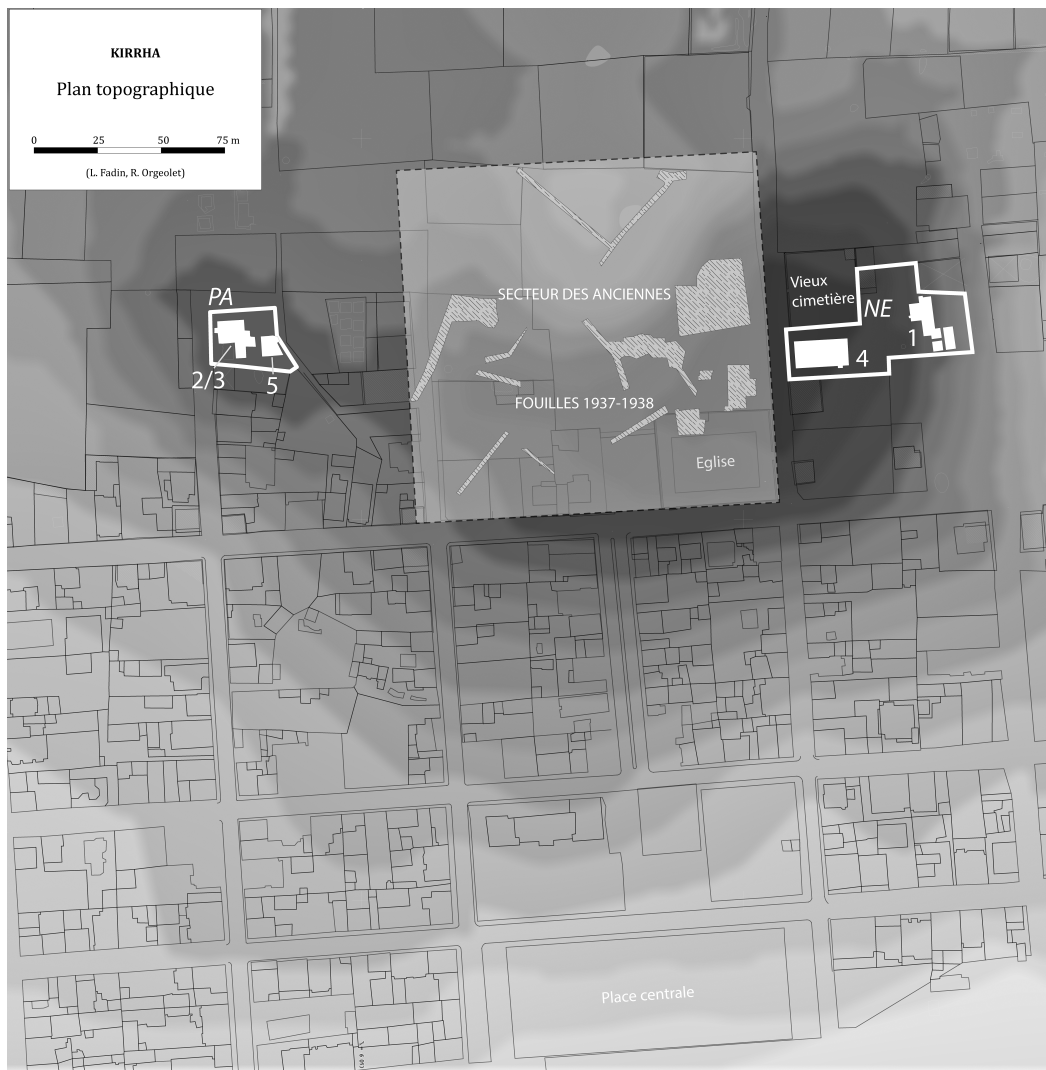 KIRRHA
Plan topographique
0 25 50 75 m
(L. Fadin, R. Orgeolet)
PA
2/3
5
SECTEUR DES ANCIENNES
FOUILLES 1937-1938
Eglise
Vieux
cimetière
NE
1
4
Place centrale